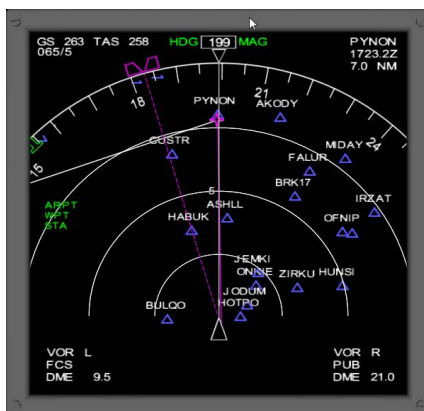 GS 263 TAS 258 HDG 199 MAG PYNON
065/5 1723.2Z
7.0 NM
18
21
24
15
PYNON
AKODY
GUSTR
MIDAY
FALUR
BRK17
5
IRZAT
ARPT
WPT
STA
ASHLL
HABUK
OFNIP
JEMKI
ONNIE
ZIRKU HUNSI
JODUM
BULQO
HOTPO
VOR L VOR R
FCS PUB
DME 9.5 DME 21.0